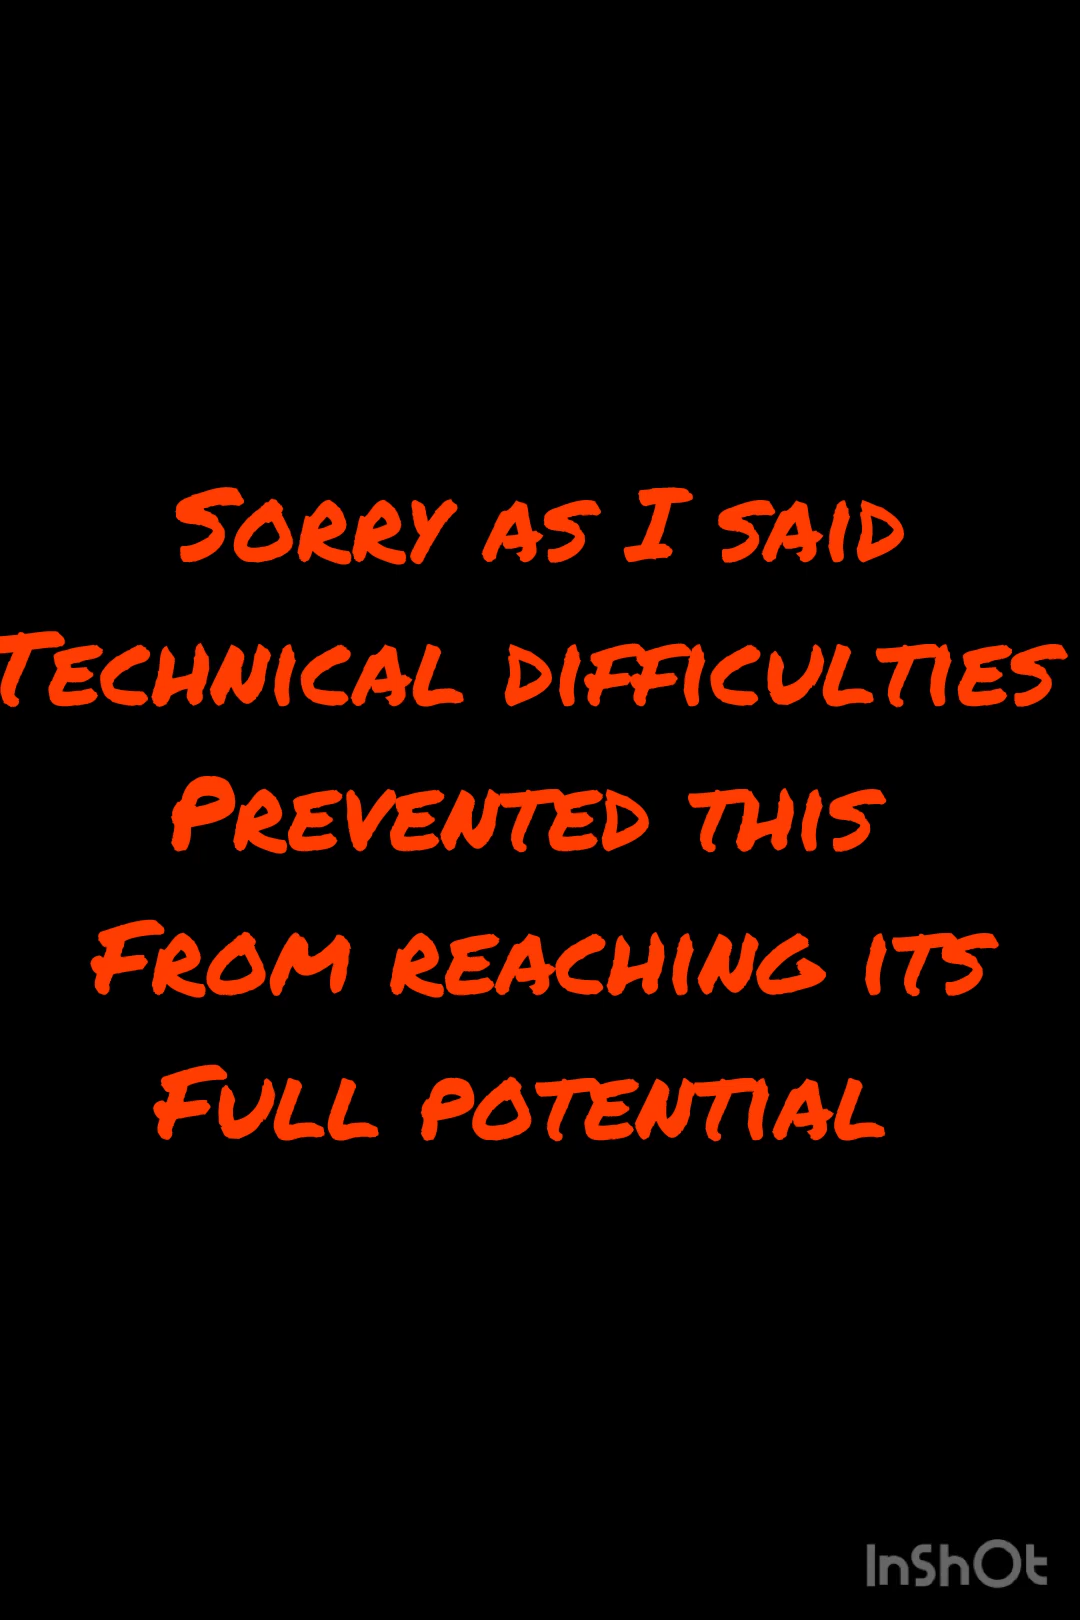 Sorry as I said
Technical difficulties
Prevented this
From reaching its
Full potential
InShOt